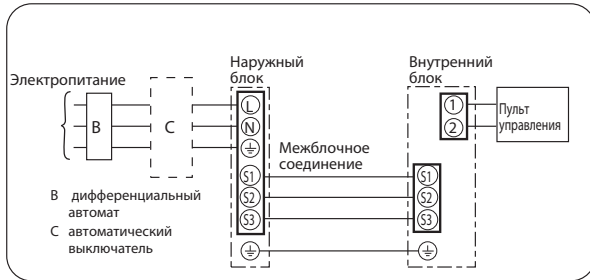 Электропитание
Наружный
блок
Внутренний
блок
B
C
L
N
S1
S2
S3
Межблочное
соединение
1
2
Пульт
управления
S1
S2
S3
B дифференциальный
автомат
C автоматический
выключатель